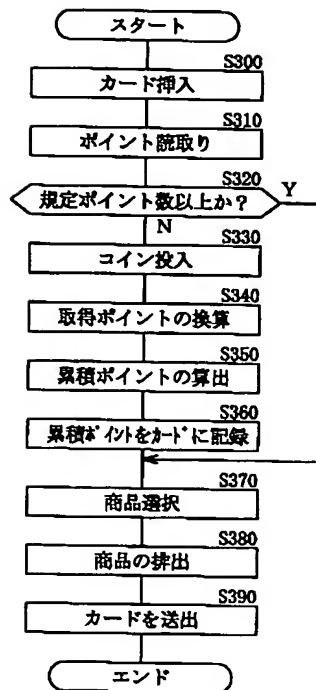 スタート
S300
カード挿入
S310
ポイント読取り
S320
規定ポイント数以上か?
Y
N
S330
コイン投入
S340
取得ポイントの換算
S350
累積ポイントの算出
S360
累積ポイントをカードに記録
S370
商品選択
S380
商品の排出
S390
カードを送出
エンド